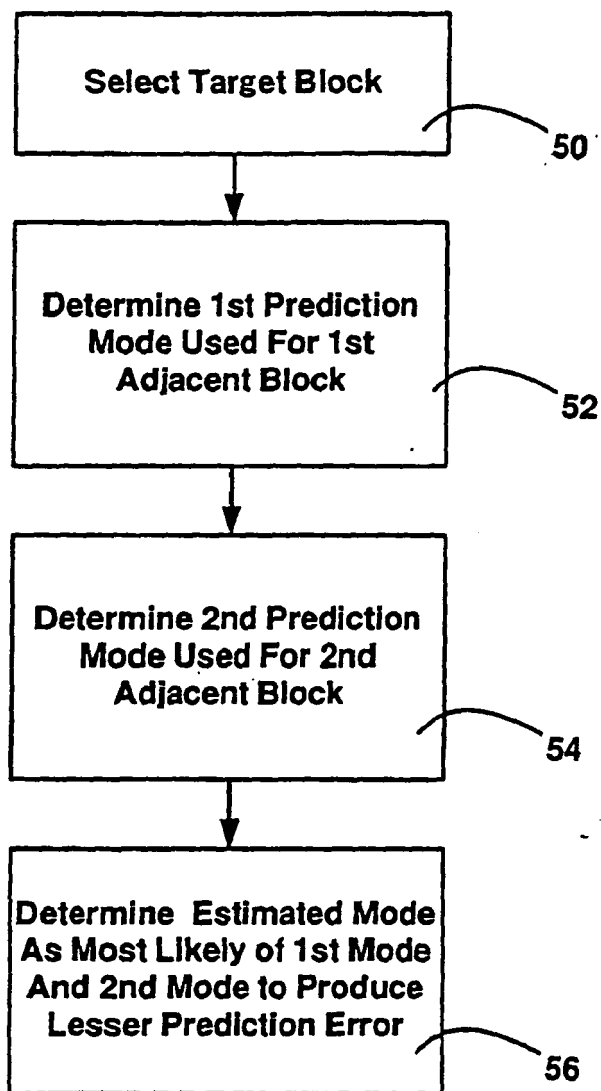 Select Target Block
50
Determine 1st Prediction
Mode Used For 1st
Adjacent Block
52
Determine 2nd Prediction
Mode Used For 2nd
Adjacent Block
54
Determine Estimated Mode
As Most Likely of 1st Mode
And 2nd Mode to Produce
Lesser Prediction Error
56